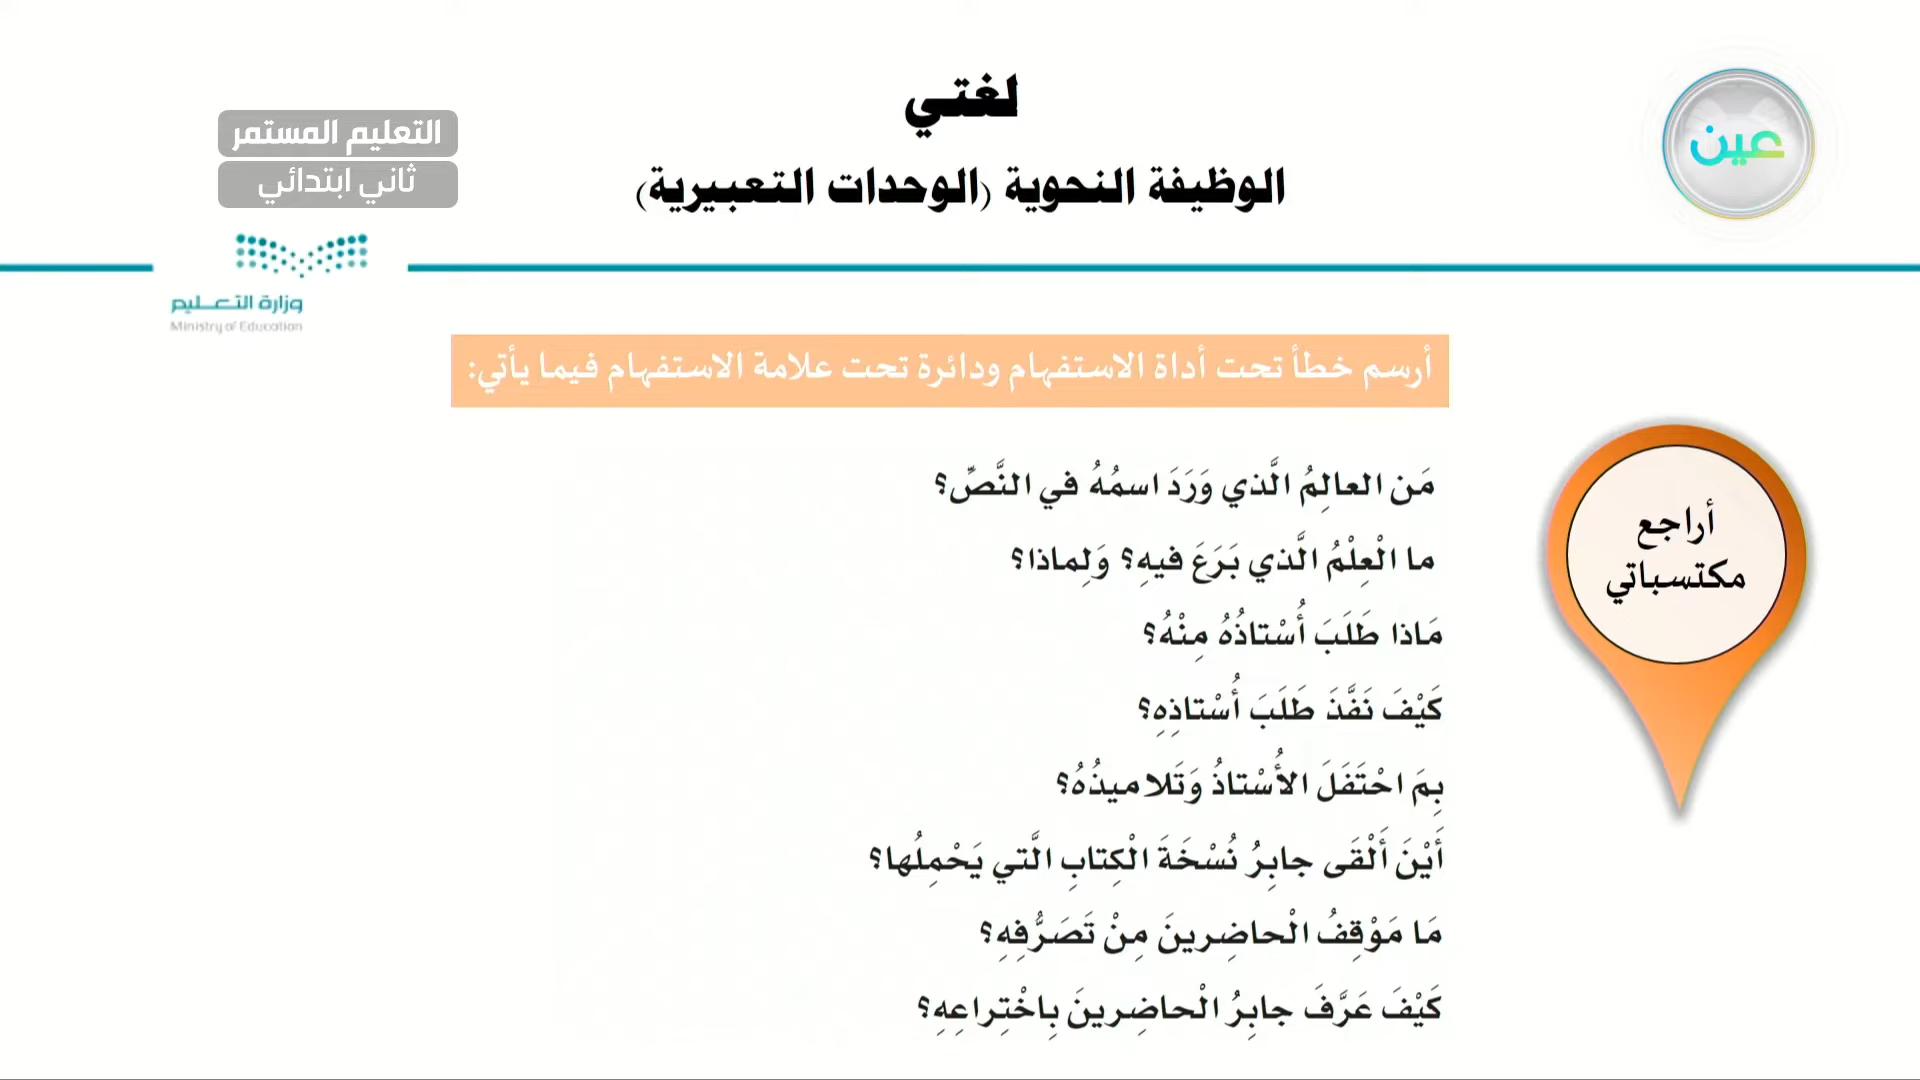 لغتي
الوظيفة النحوية (الوحدات التعبيرية)
عين
التعليم المستمر
ثاني ابتدائي
وزارة التعـــليم
Ministry of Education
أرسم خطأ تحت أداة الاستفهام ودائرة تحت علامة الاستفهام فيما يأتي:
أراجع
مكتسباتي
مَن العالِمُ الَّذي وَرَدَ اسمُهُ في النَّصِّ؟
ما الْعِلْمُ الَّذي بَرَعَ فيهِ؟ وَلِماذا؟
مَاذا طَلَبَ أُسْتاذُهُ مِنْهُ؟
كَيْفَ نَفَّذَ طَلَبَ أُسْتاذِهِ؟
بِمَ احْتَفَلَ الأُسْتاذُ وَتَلاميذُهُ؟
أَيْنَ أَلْقَى جابِرُ نُسْخَةَ الْكِتابِ الَّتي يَحْمِلُها؟
مَا مَوْقِفُ الْحاضِرينَ مِنْ تَصَرُّفِهِ؟
كَيْفَ عَرَّفَ جابِرُ الْحاضِرينَ بِاخْتِراعِهِ؟